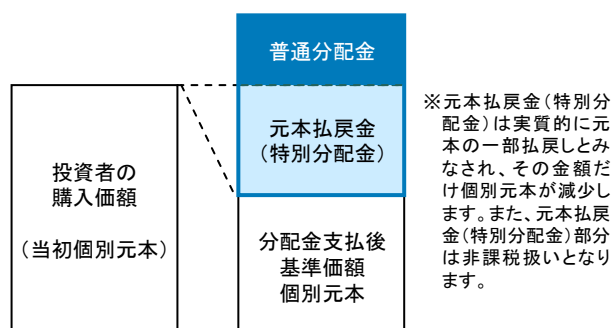 普通分配金
元本払戻金
(特別分配金)
投資者の
購入価額
(当初個別元本)
分配金支払後
基準価額
個別元本
※元本払戻金(特別分
配金)は実質的に元
本の一部払戻しとみ
なされ、その金額だ
け個別元本が減少し
ます。また、元本払戻
金(特別分配金)部分
は非課税扱いとなり
ます。